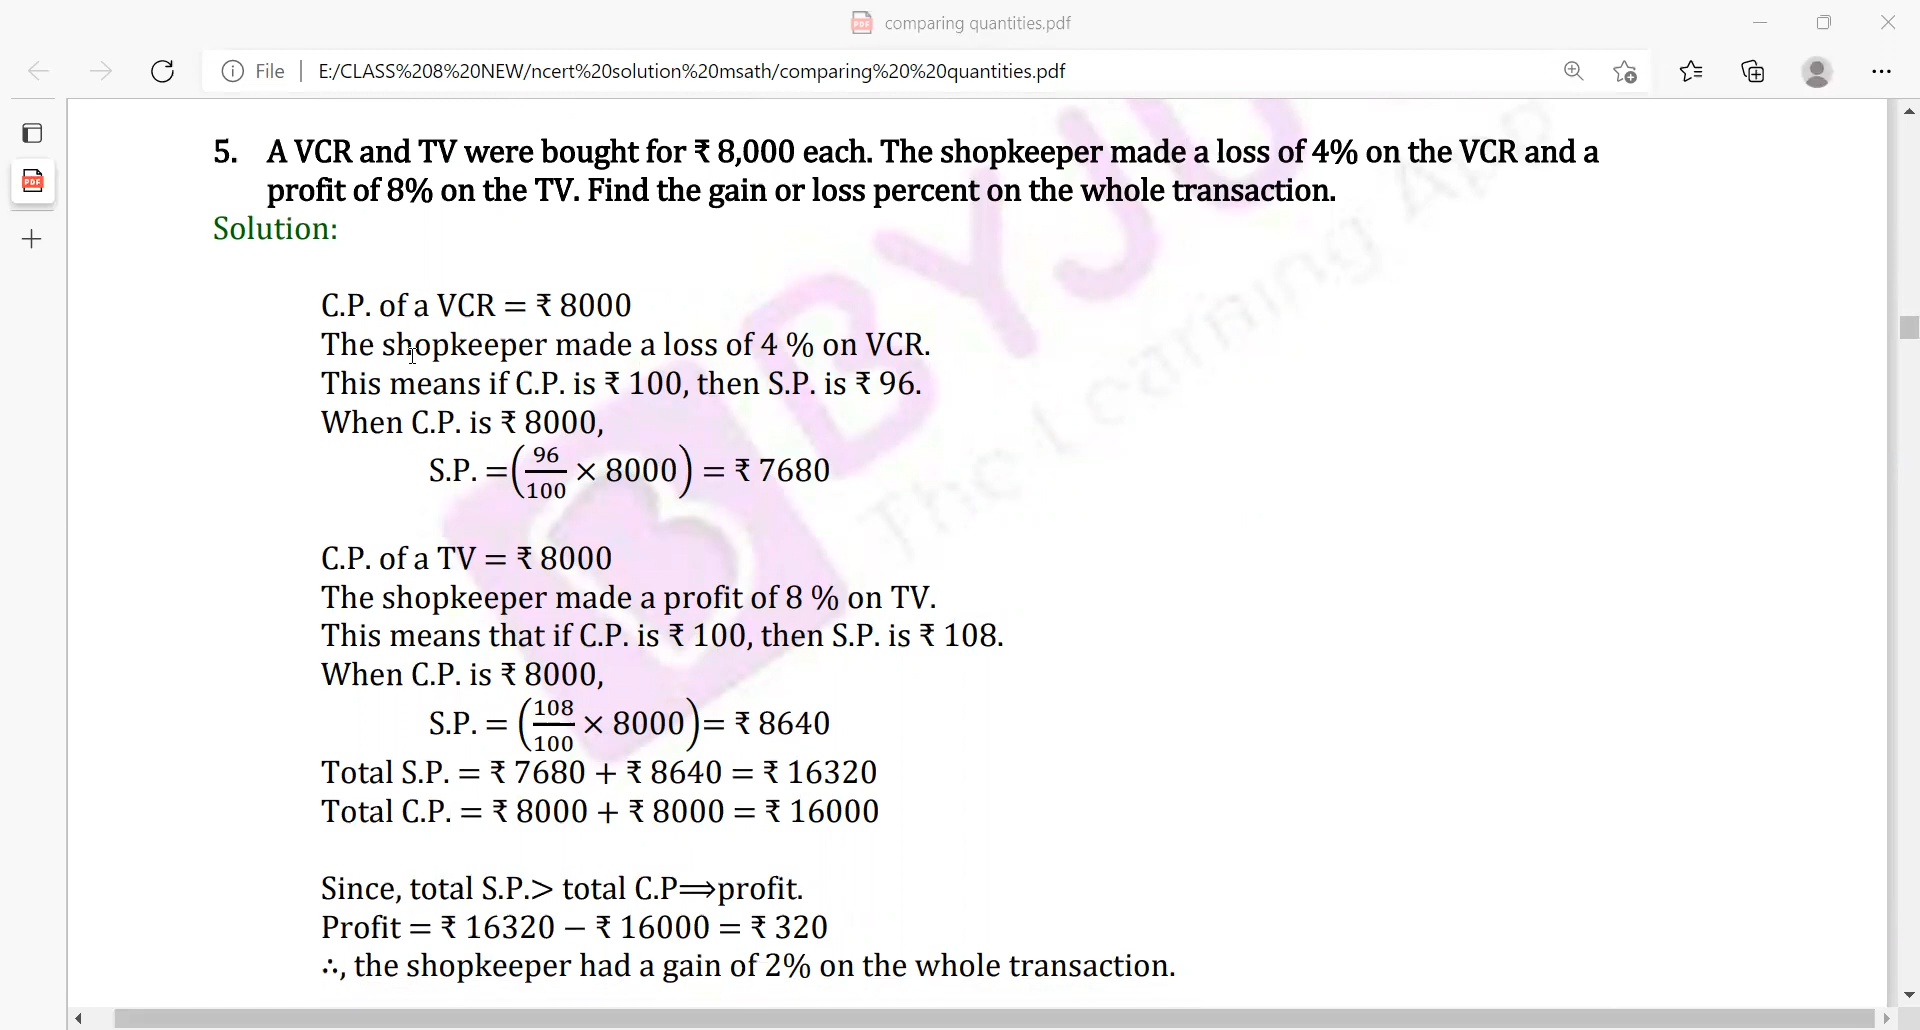 comparing quantities.pdf
File | E:/CLASS%208%20NEW/ncert%20solution%20msath/comparing%20%20quantities.pdf
5. A VCR and TV were bought for ₹ 8,000 each. The shopkeeper made a loss of 4% on the VCR and a
profit of 8% on the TV. Find the gain or loss percent on the whole transaction.
Solution:
C.P. of a VCR = ₹ 8000
The shopkeeper made a loss of 4 % on VCR.
This means if C.P. is ₹ 100, then S.P. is ₹ 96.
When C.P. is ₹ 8000,
S.P. =(96/100 × 8000) = ₹ 7680
C.P. of a TV = ₹ 8000
The shopkeeper made a profit of 8 % on TV.
This means that if C.P. is ₹ 100, then S.P. is ₹ 108.
When C.P. is ₹ 8000,
S.P. = (108/100 × 8000)= ₹ 8640
Total S.P. = ₹ 7680 + ₹ 8640 = ₹ 16320
Total C.P. = ₹ 8000 + ₹ 8000 = ₹ 16000
Since, total S.P.> total C.P⟹profit.
Profit = ₹ 16320 − ₹ 16000 = ₹ 320
∴, the shopkeeper had a gain of 2% on the whole transaction.
BYJU
The Learning App
PDF
PDF